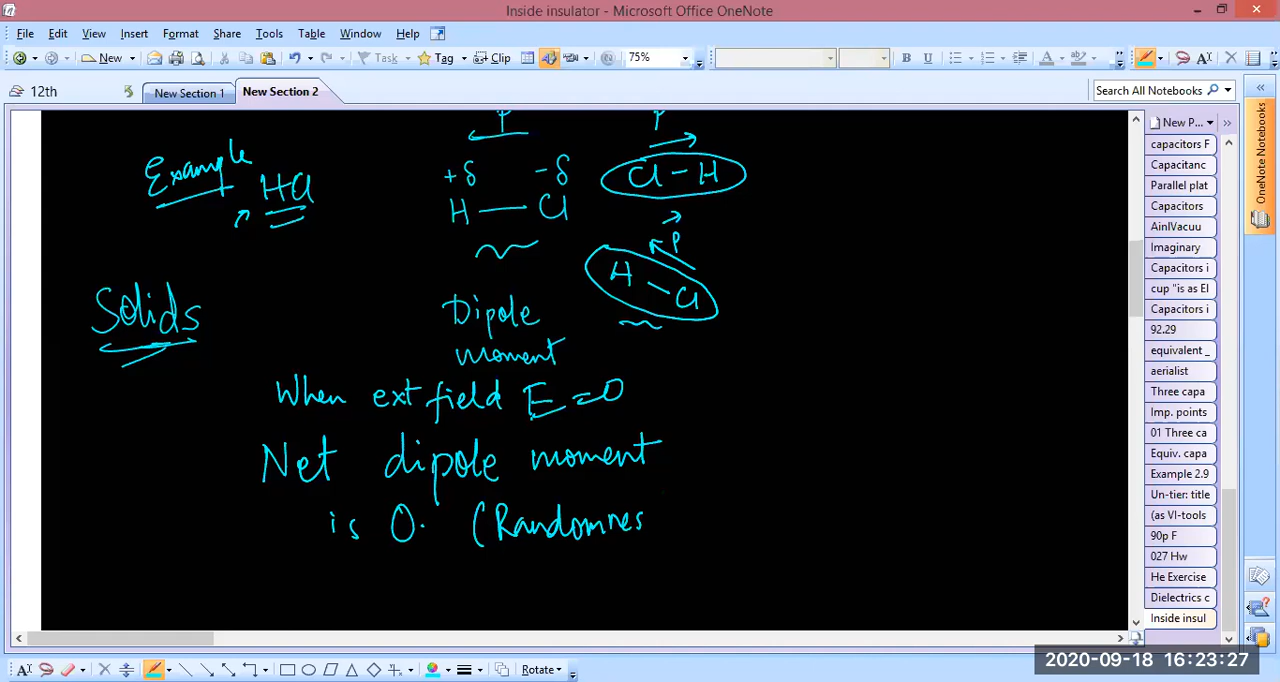 Inside insulator - Microsoft Office OneNote
File Edit View Insert Format Share Tools Table Window Help
New Task Tag Clip 75% B U A ab
12th New Section 1 New Section 2 Search All Notebooks
New P...
OneNote Notebooks
capacitors F
Capacitanc
Parallel plat
Capacitors
AinIVacuu
Imaginary
Capacitors i
cup "is as El
Capacitors i
92.29
equivalent _
aerialist
Three capa
Imp. points
01 Three ca
Equiv. capa
Example 2.9
Un-tier: title
(as VI-tools
90p F
027 Hw
He Exercise
Dielectrics c
Inside insul
P P
Example +δ -δ Cl - H
HCl H — Cl
P
H - Cl
Solids
Dipole
moment
When ext field E = 0
Net dipole moment
is 0. (Randomnes
2020-09-18 16:23:27
Rotate